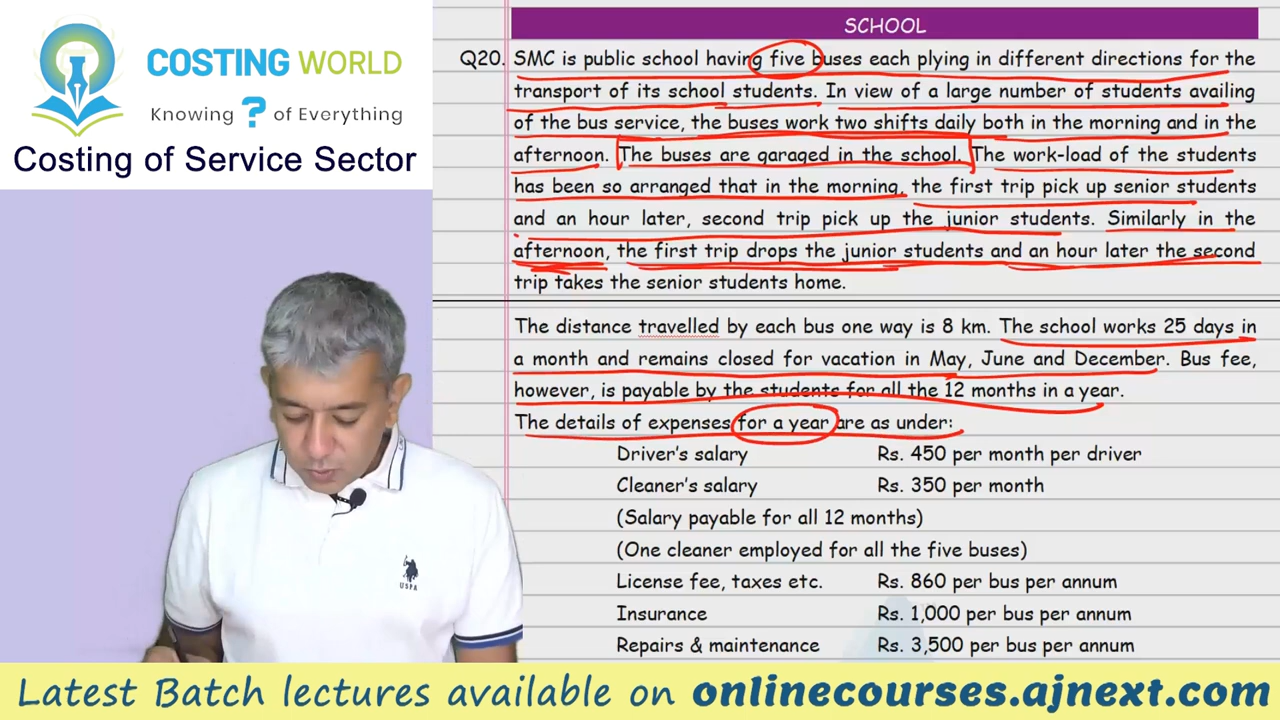 COSTING WORLD
Knowing ? of Everything
Costing of Service Sector
SCHOOL
Q20. SMC is public school having five buses each plying in different directions for the
transport of its school students. In view of a large number of students availing
of the bus service, the buses work two shifts daily both in the morning and in the
afternoon. The buses are garaged in the school. The work-load of the students
has been so arranged that in the morning, the first trip pick up senior students
and an hour later, second trip pick up the junior students. Similarly in the
afternoon, the first trip drops the junior students and an hour later the second
trip takes the senior students home.
The distance travelled by each bus one way is 8 km. The school works 25 days in
a month and remains closed for vacation in May, June and December. Bus fee,
however, is payable by the students for all the 12 months in a year.
The details of expenses for a year are as under:
Driver's salary Rs. 450 per month per driver
Cleaner's salary Rs. 350 per month
(Salary payable for all 12 months)
(One cleaner employed for all the five buses)
License fee, taxes etc. Rs. 860 per bus per annum
Insurance Rs. 1,000 per bus per annum
Repairs & maintenance Rs. 3,500 per bus per annum
USPA
Latest Batch lectures available on onlinecourses.ajnext.com